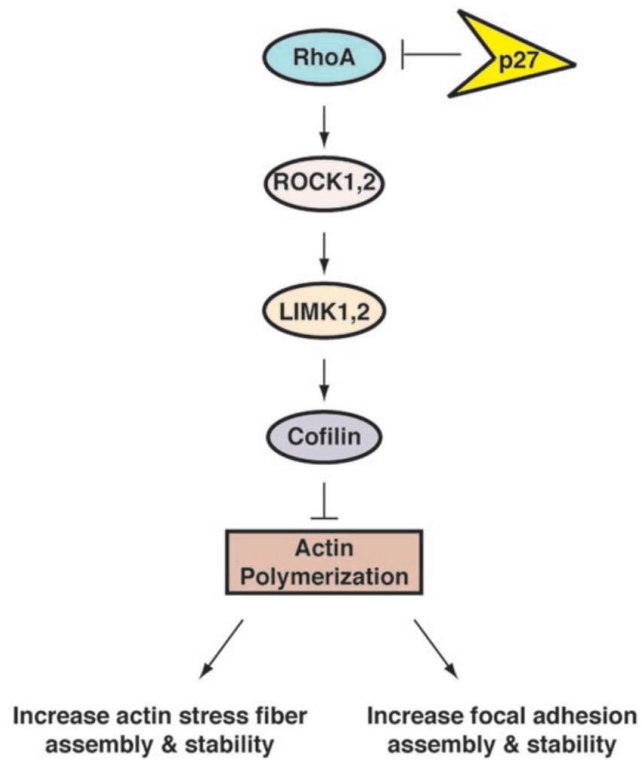 RhoA
p27
ROCK1,2
LIMK1,2
Cofilin
Actin
Polymerization
Increase actin stress fiber
assembly & stability
Increase focal adhesion
assembly & stability